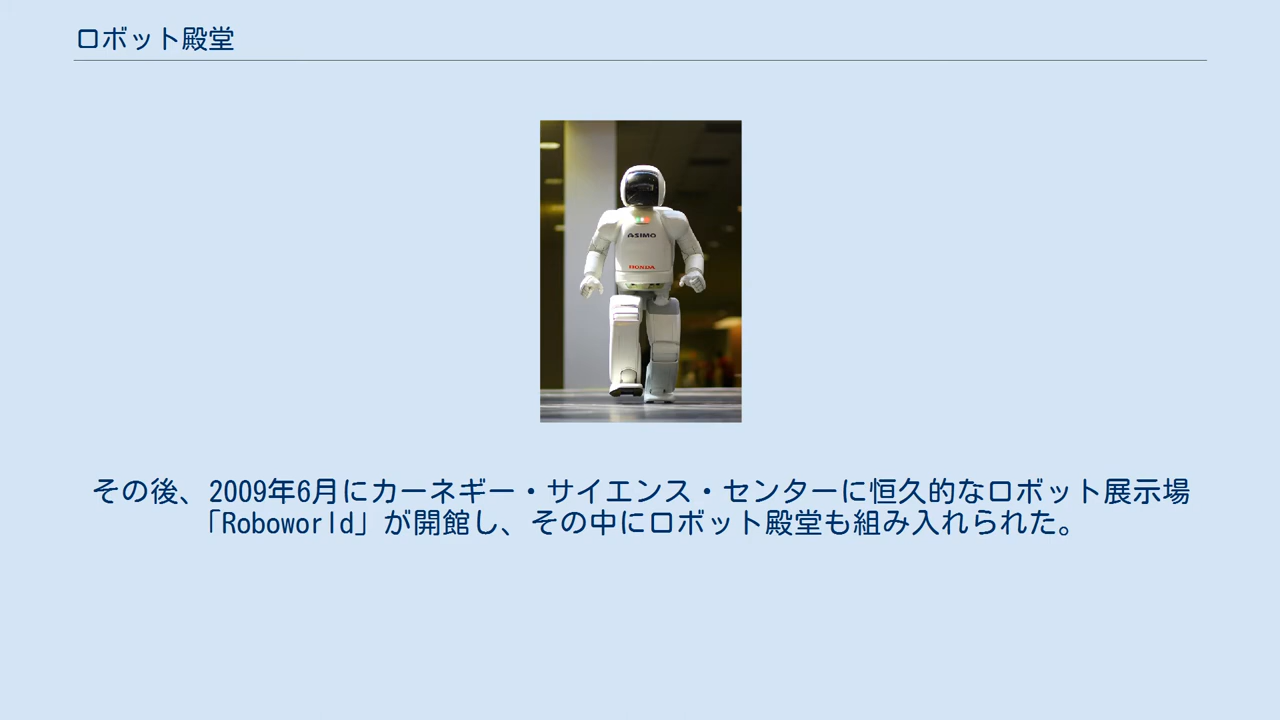 ロボット殿堂
ASIMO
HONDA
その後、2009年6月にカーネギー・サイエンス・センターに恒久的なロボット展示場
「Roboworld」が開館し、その中にロボット殿堂も組み入れられた。